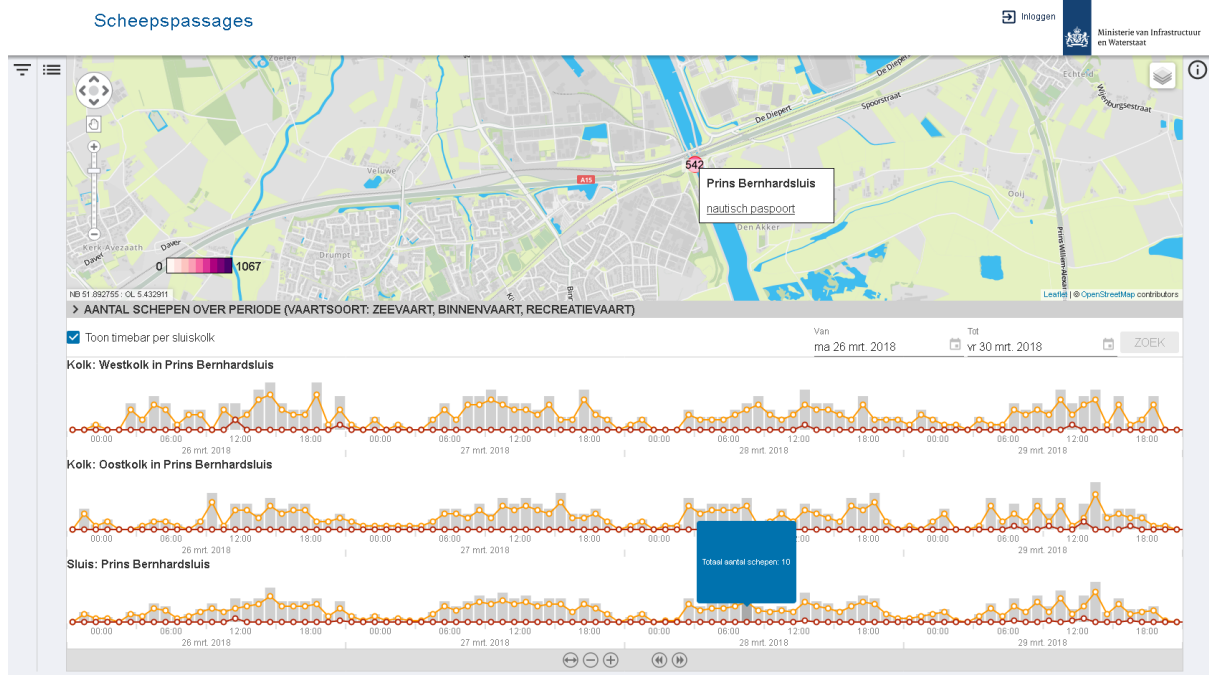 Scheepspassages
Inloggen
Ministerie van Infrastructuur
en Waterstaat
Zoelen
De Diepert
Echteld
Wijenburgsestraat
Spoorstraat
De Diepert
Veluwe
542
A15
Prins Bernhardsluis
nautisch paspoort
Ooij
Den Akker
Kerk-Avezaath
Daver
Daver
Drumpt
0
1067
NB 51.892755 : OL 5.432911
Leaflet | © OpenStreetMap contributors
> AANTAL SCHEPEN OVER PERIODE (VAARTSOORT: ZEEVAART, BINNENVAART, RECREATIEVAART)
Toon timebar per sluiskolk
Van
ma 26 mrt. 2018
Tot
vr 30 mrt. 2018
ZOEK
Kolk: Westkolk in Prins Bernhardsluis
00:00 06:00 12:00 18:00 00:00 06:00 12:00 18:00 00:00 06:00 12:00 18:00 00:00 06:00 12:00 18:00
26 mrt. 2018 27 mrt. 2018 28 mrt. 2018 29 mrt. 2018
Kolk: Oostkolk in Prins Bernhardsluis
00:00 06:00 12:00 18:00 00:00 06:00 12:00 18:00 00:00 12:00 18:00 00:00 06:00 12:00 18:00
26 mrt. 2018 27 mrt. 2018 29 mrt. 2018
Totaal aantal schepen: 10
Sluis: Prins Bernhardsluis
00:00 06:00 12:00 18:00 00:00 06:00 12:00 18:00 00:00 06:00 12:00 18:00 00:00 06:00 12:00 18:00
26 mrt. 2018 27 mrt. 2018 28 mrt. 2018 29 mrt. 2018